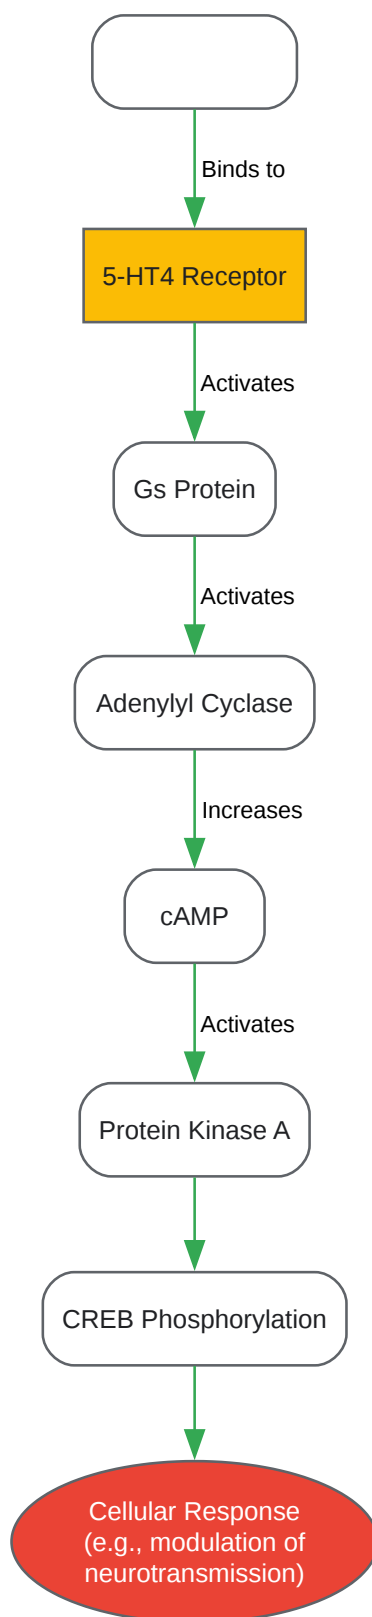 Binds to
5-HT4 Receptor
Activates
Gs Protein
Activates
Adenylyl Cyclase
Increases
cAMP
Activates
Protein Kinase A
CREB Phosphorylation
Cellular Response
(e.g., modulation of
neurotransmission)